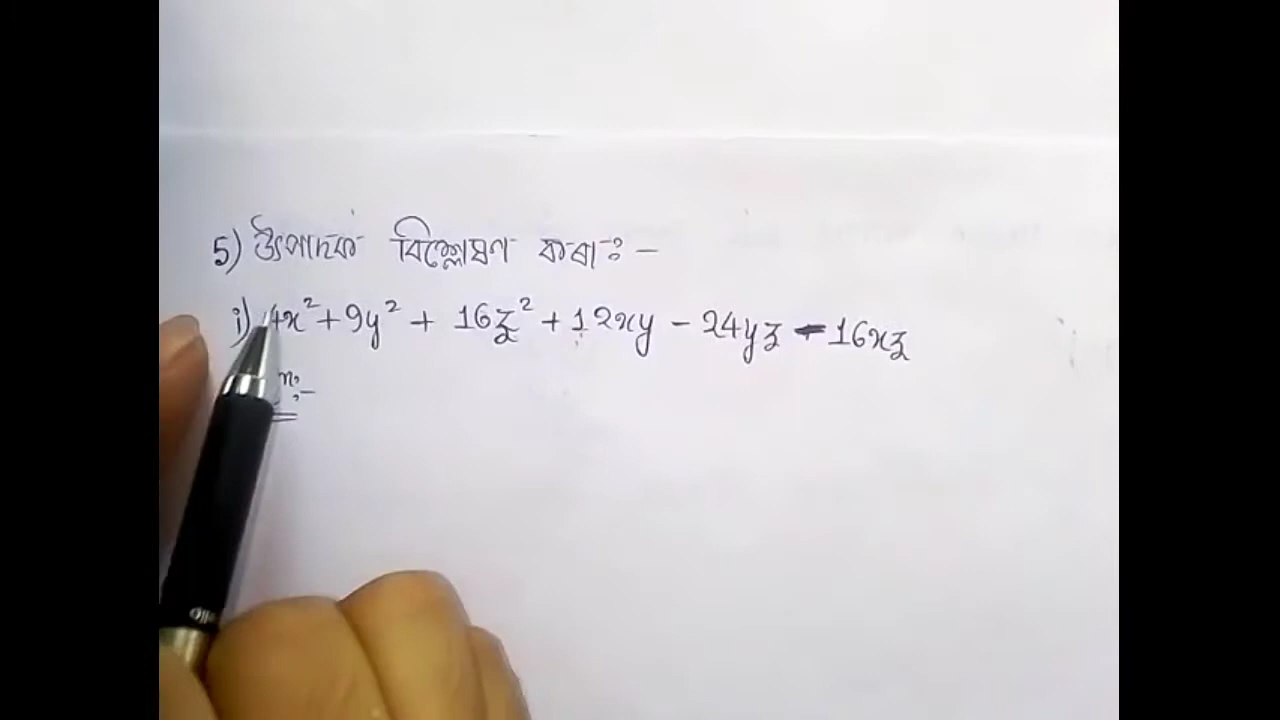 5) উৎপাদক বিশ্লেষণ কৰা :-
i) 4x² + 9y² + 16z² + 12xy - 24yz - 16xz